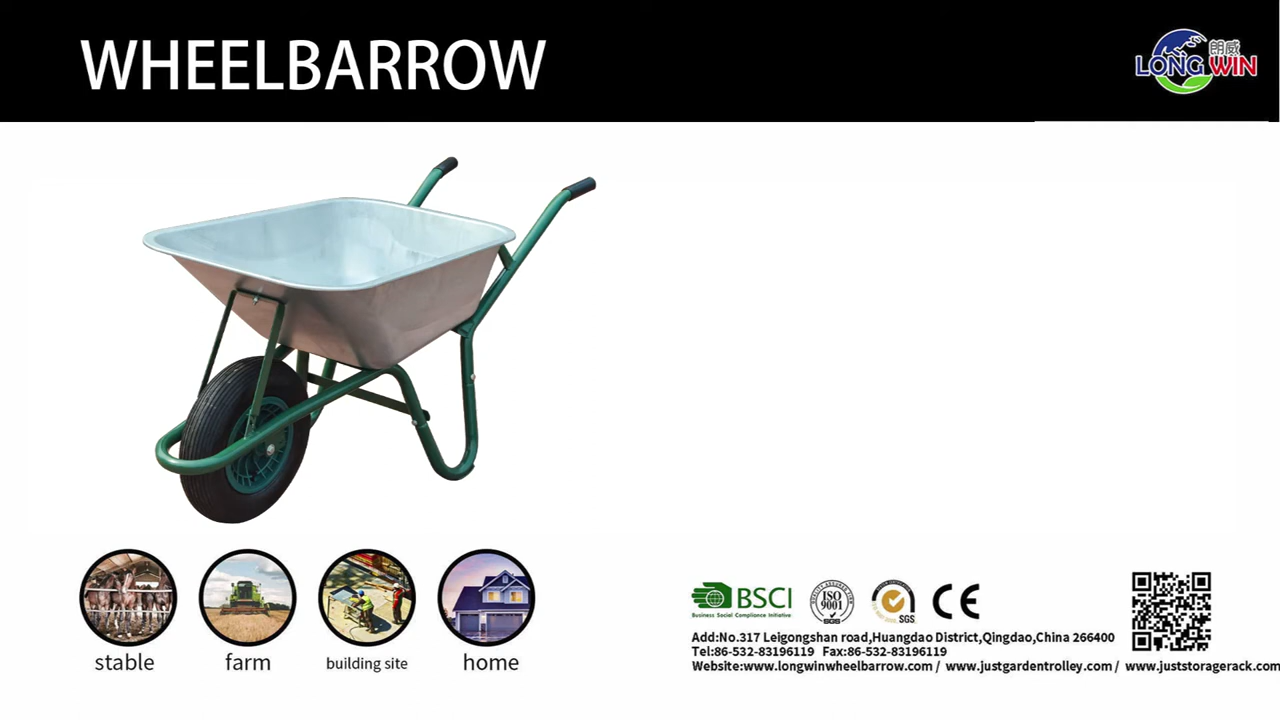 WHEELBARROW
朗威
LONG WIN
stable
farm
building site
home
BSCI
Business Social Compliance Initiative
ISO
9001
SGS
SGS
CE
Add:No.317 Leigongshan road,Huangdao District,Qingdao,China 266400
Tel:86-532-83196119 Fax:86-532-83196119
Website:www.longwinwheelbarrow.com / www.justgardentrolley.com / www.juststoragerack.com